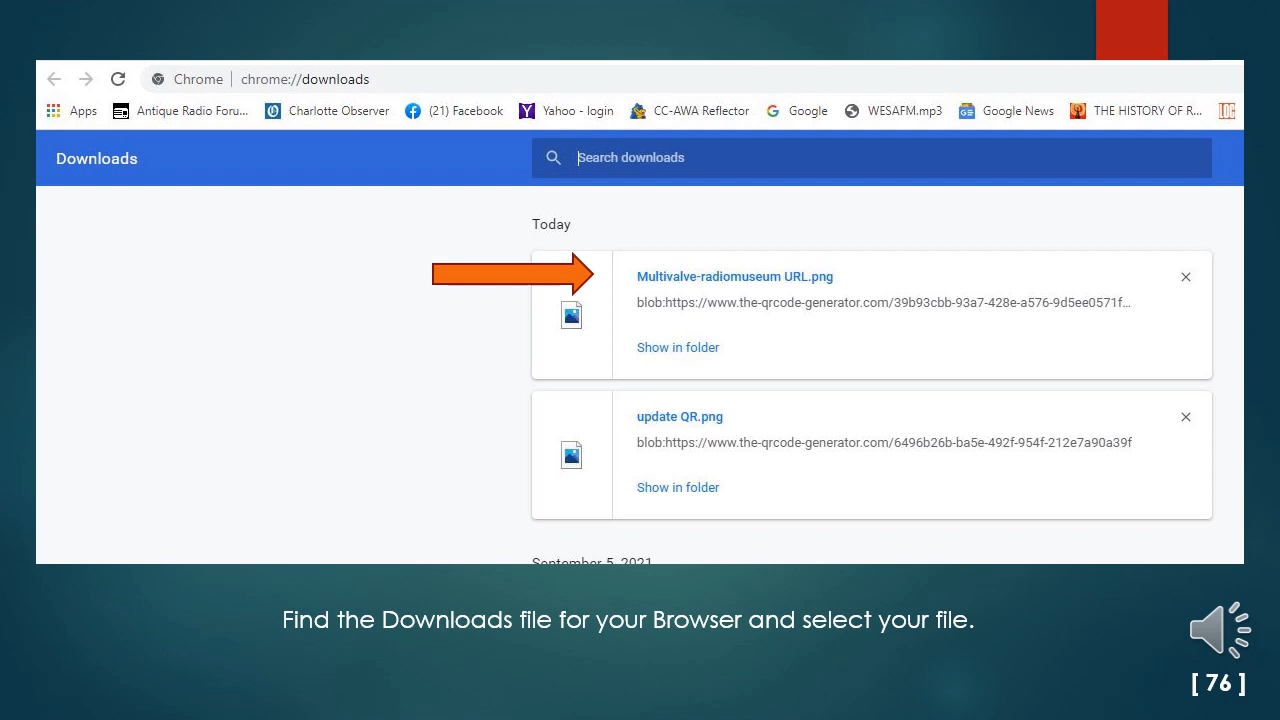 Chrome | chrome://downloads
Apps Antique Radio Foru... Charlotte Observer (21) Facebook Yahoo - login CC-AWA Reflector Google WESAFM.mp3 Google News THE HISTORY OF R...
Downloads Search downloads
Today
Multivalve-radiomuseum URL.png
blob:https://www.the-qrcode-generator.com/39b93cbb-93a7-428e-a576-9d5ee0571f...
Show in folder
update QR.png
blob:https://www.the-qrcode-generator.com/6496b26b-ba5e-492f-954f-212e7a90a39f
Show in folder
September 5, 2021
Find the Downloads file for your Browser and select your file.
[ 76 ]